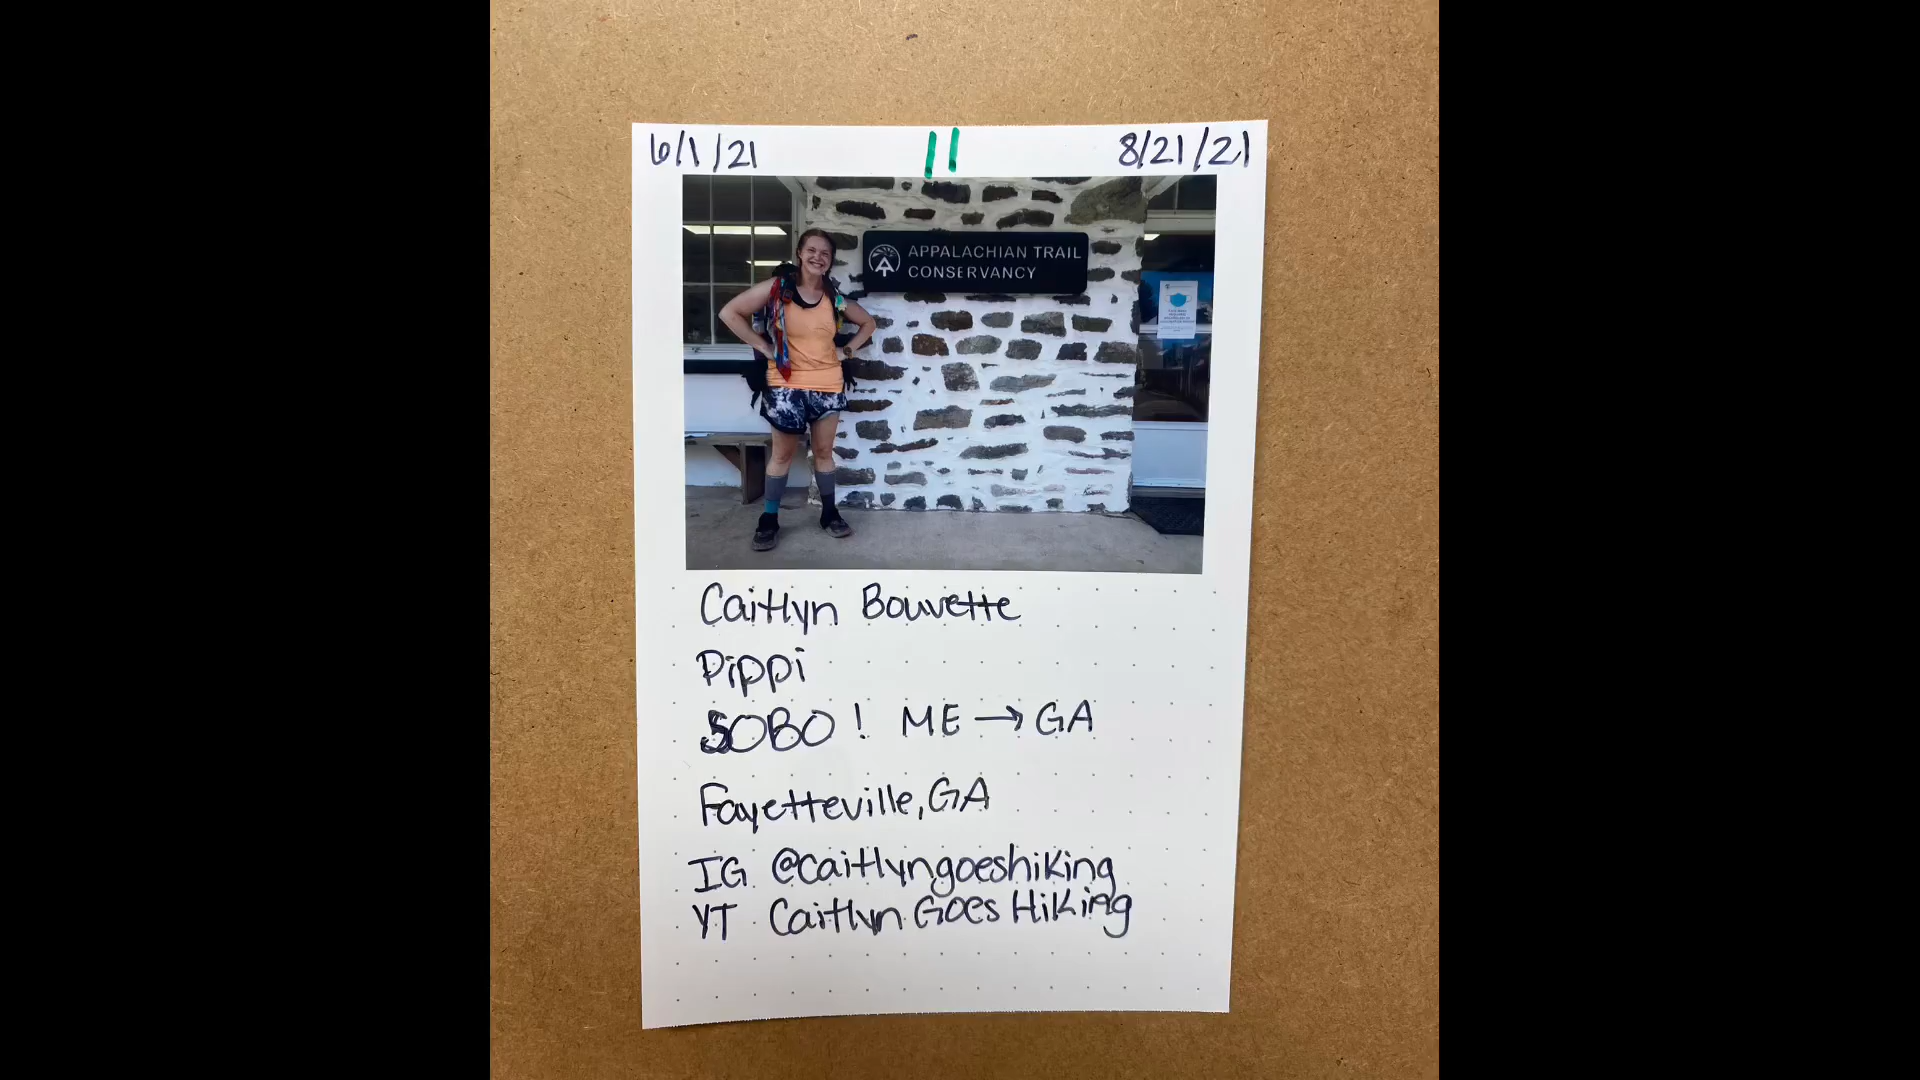 6/1/21 11 8/21/21
APPALACHIAN TRAIL
CONSERVANCY
Caitlyn Bouvette
Pippi
SOBO! ME → GA
Fayetteville, GA
IG @caitlyngoeshiking
YT Caitlyn Goes Hiking